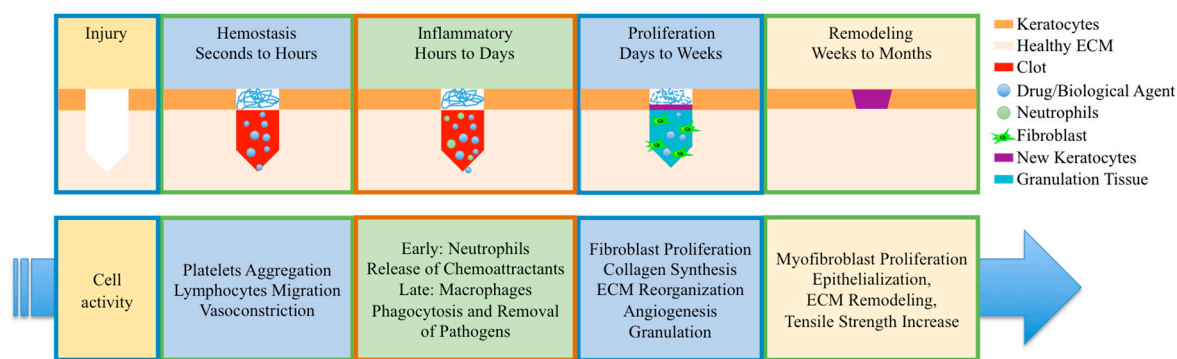 Injury
Hemostasis
Seconds to Hours
Inflammatory
Hours to Days
Proliferation
Days to Weeks
Remodeling
Weeks to Months
Keratocytes
Healthy ECM
Clot
Drug/Biological Agent
Neutrophils
Fibroblast
New Keratocytes
Granulation Tissue
Cell
activity
Platelets Aggregation
Lymphocytes Migration
Vasoconstriction
Early: Neutrophils
Release of Chemoattractants
Late: Macrophages
Phagocytosis and Removal
of Pathogens
Fibroblast Proliferation
Collagen Synthesis
ECM Reorganization
Angiogenesis
Granulation
Myofibroblast Proliferation
Epithelialization,
ECM Remodeling,
Tensile Strength Increase